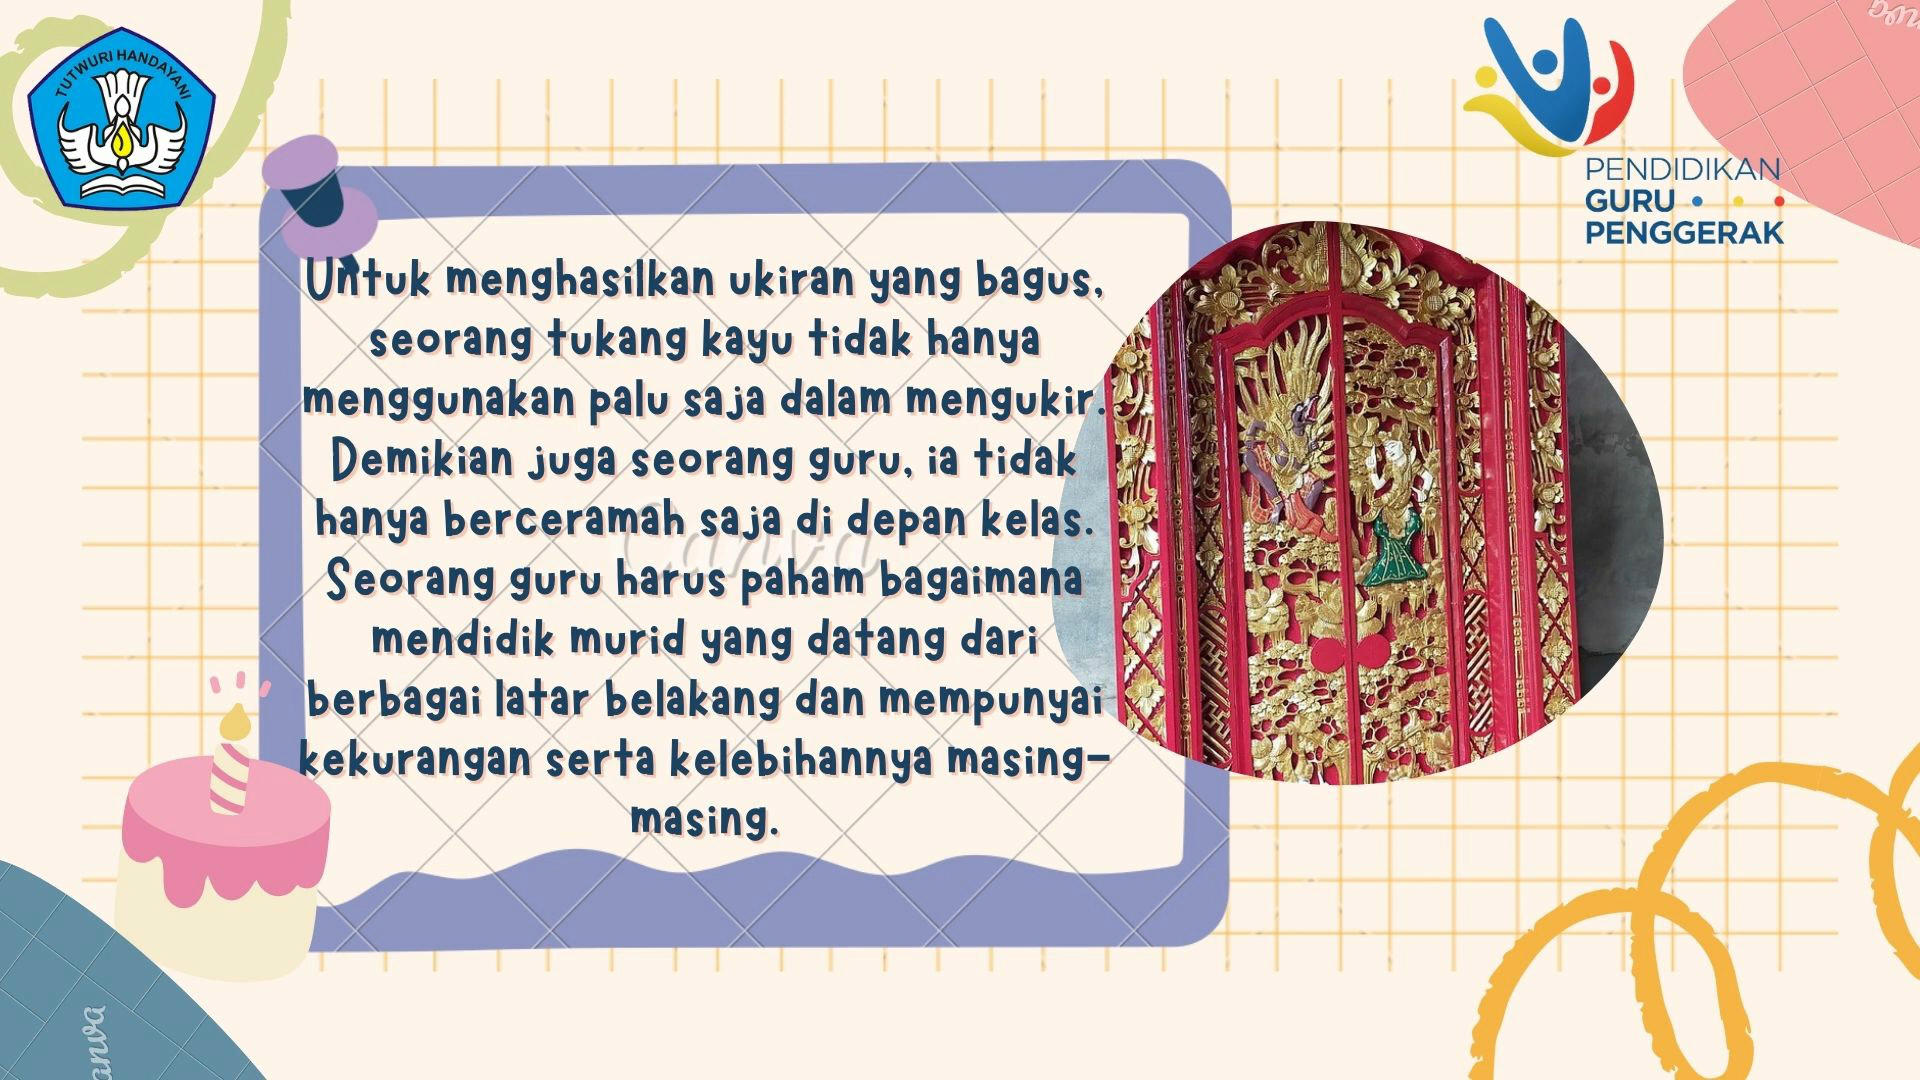 TUTWURI HANDAYANI
PENDIDIKAN
GURU
PENGGERAK
Untuk menghasilkan ukiran yang bagus,
seorang tukang kayu tidak hanya
menggunakan palu saja dalam mengukir.
Demikian juga seorang guru, ia tidak
hanya berceramah saja di depan kelas.
Seorang guru harus paham bagaimana
mendidik murid yang datang dari
berbagai latar belakang dan mempunyai
kekurangan serta kelebihannya masing-
masing.
Canva